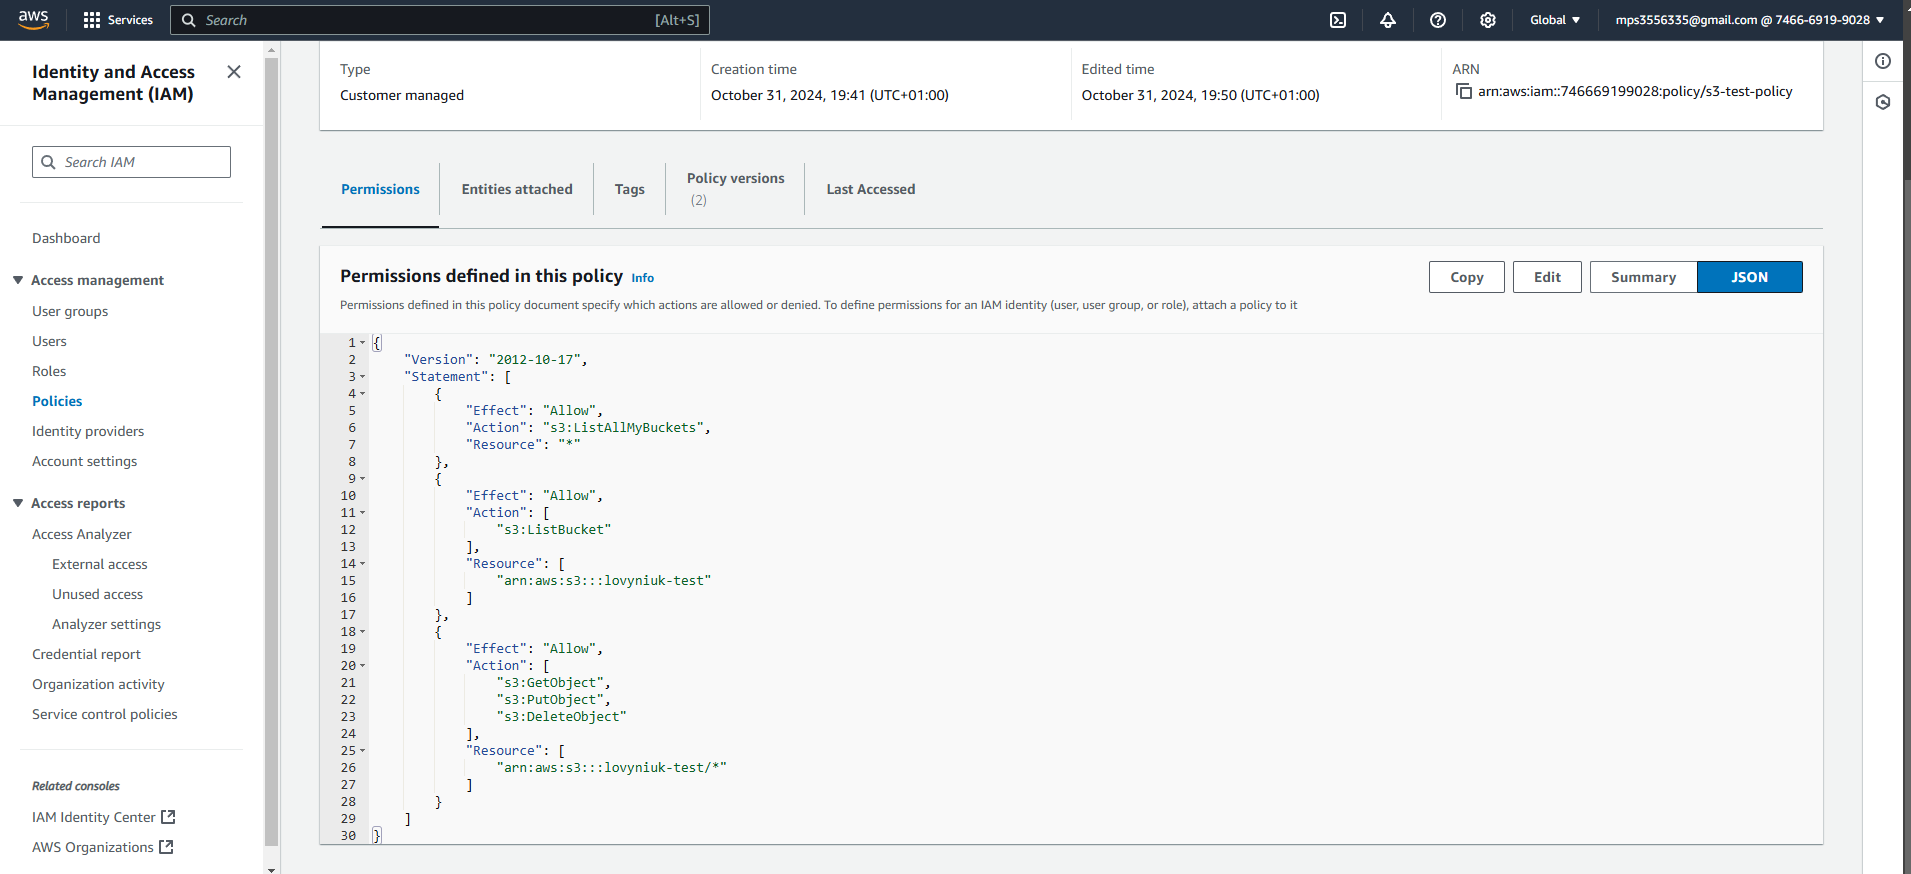 aws
Services
Search
[Alt+S]
Global
mps3556335@gmail.com @ 7466-6919-9028
Identity and Access
Management (IAM)
Search IAM
Dashboard
Access management
User groups
Users
Roles
Policies
Identity providers
Account settings
Access reports
Access Analyzer
External access
Unused access
Analyzer settings
Credential report
Organization activity
Service control policies
Related consoles
IAM Identity Center
AWS Organizations
Type
Customer managed
Creation time
October 31, 2024, 19:41 (UTC+01:00)
Edited time
October 31, 2024, 19:50 (UTC+01:00)
ARN
arn:aws:iam::746669199028:policy/s3-test-policy
Permissions
Entities attached
Tags
Policy versions
(2)
Last Accessed
Permissions defined in this policy Info
Permissions defined in this policy document specify which actions are allowed or denied. To define permissions for an IAM identity (user, user group, or role), attach a policy to it
Copy
Edit
Summary
JSON
1 {
2 "Version": "2012-10-17",
3 "Statement": [
4 {
5 "Effect": "Allow",
6 "Action": "s3:ListAllMyBuckets",
7 "Resource": "*"
8 },
9 {
10 "Effect": "Allow",
11 "Action": [
12 "s3:ListBucket"
13 ],
14 "Resource": [
15 "arn:aws:s3:::lovyniuk-test"
16 ]
17 },
18 {
19 "Effect": "Allow",
20 "Action": [
21 "s3:GetObject",
22 "s3:PutObject",
23 "s3:DeleteObject"
24 ],
25 "Resource": [
26 "arn:aws:s3:::lovyniuk-test/*"
27 ]
28 }
29 ]
30 }